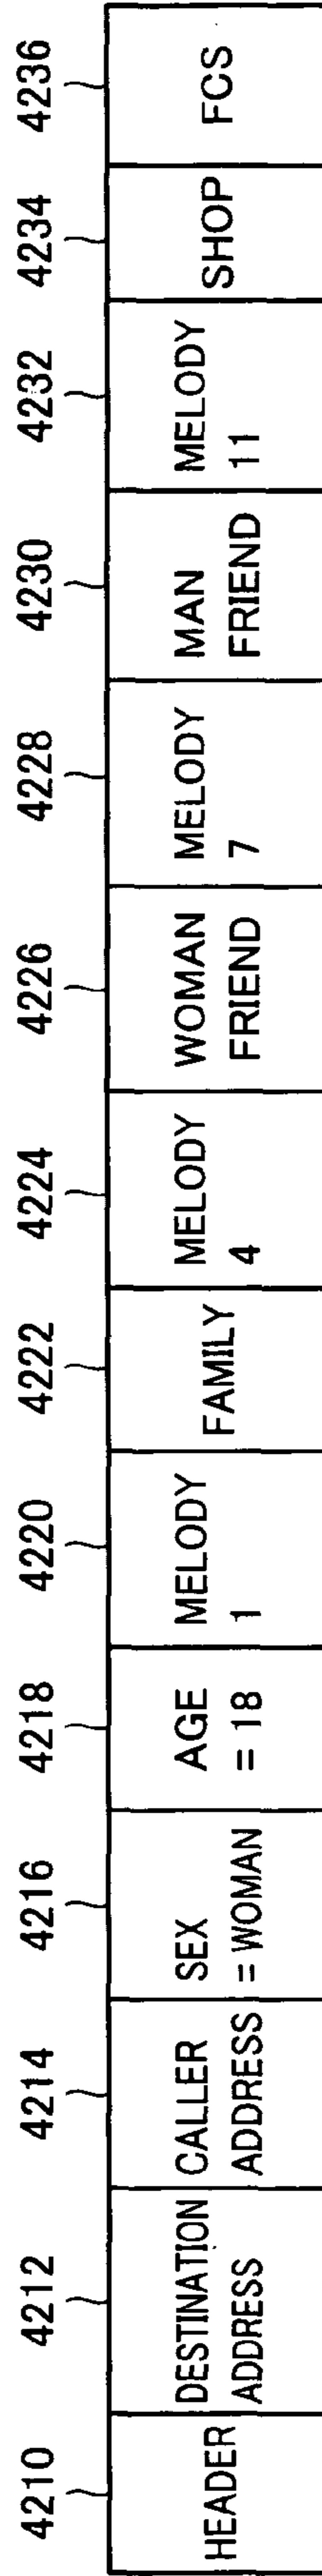 4210 4212 4214 4216 4218 4220 4222 4224 4226 4228 4230 4232 4234 4236
HEADER
DESTINATION
ADDRESS
CALLER
ADDRESS
SEX
= WOMAN
AGE
= 18
MELODY
1
FAMILY
MELODY
4
WOMAN
FRIEND
MELODY
7
MAN
FRIEND
MELODY
11
SHOP
FCS